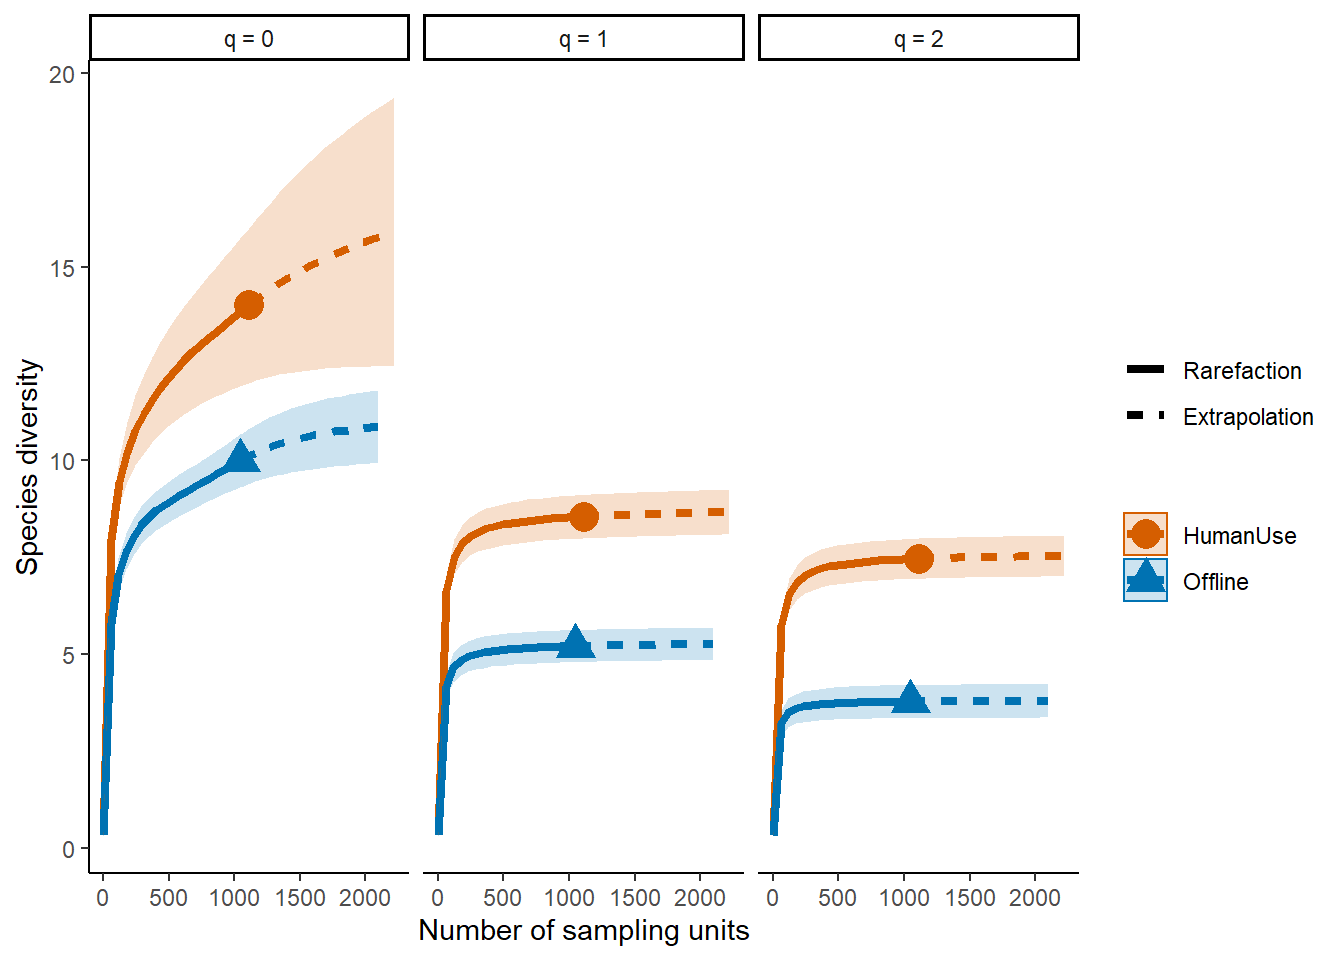 q = 0
q = 1
q = 2
Species diversity
20
15
10
5
0
0 500 1000 1500 2000
0 500 1000 1500 2000
0 500 1000 1500 2000
Number of sampling units
Rarefaction
Extrapolation
HumanUse
Offline